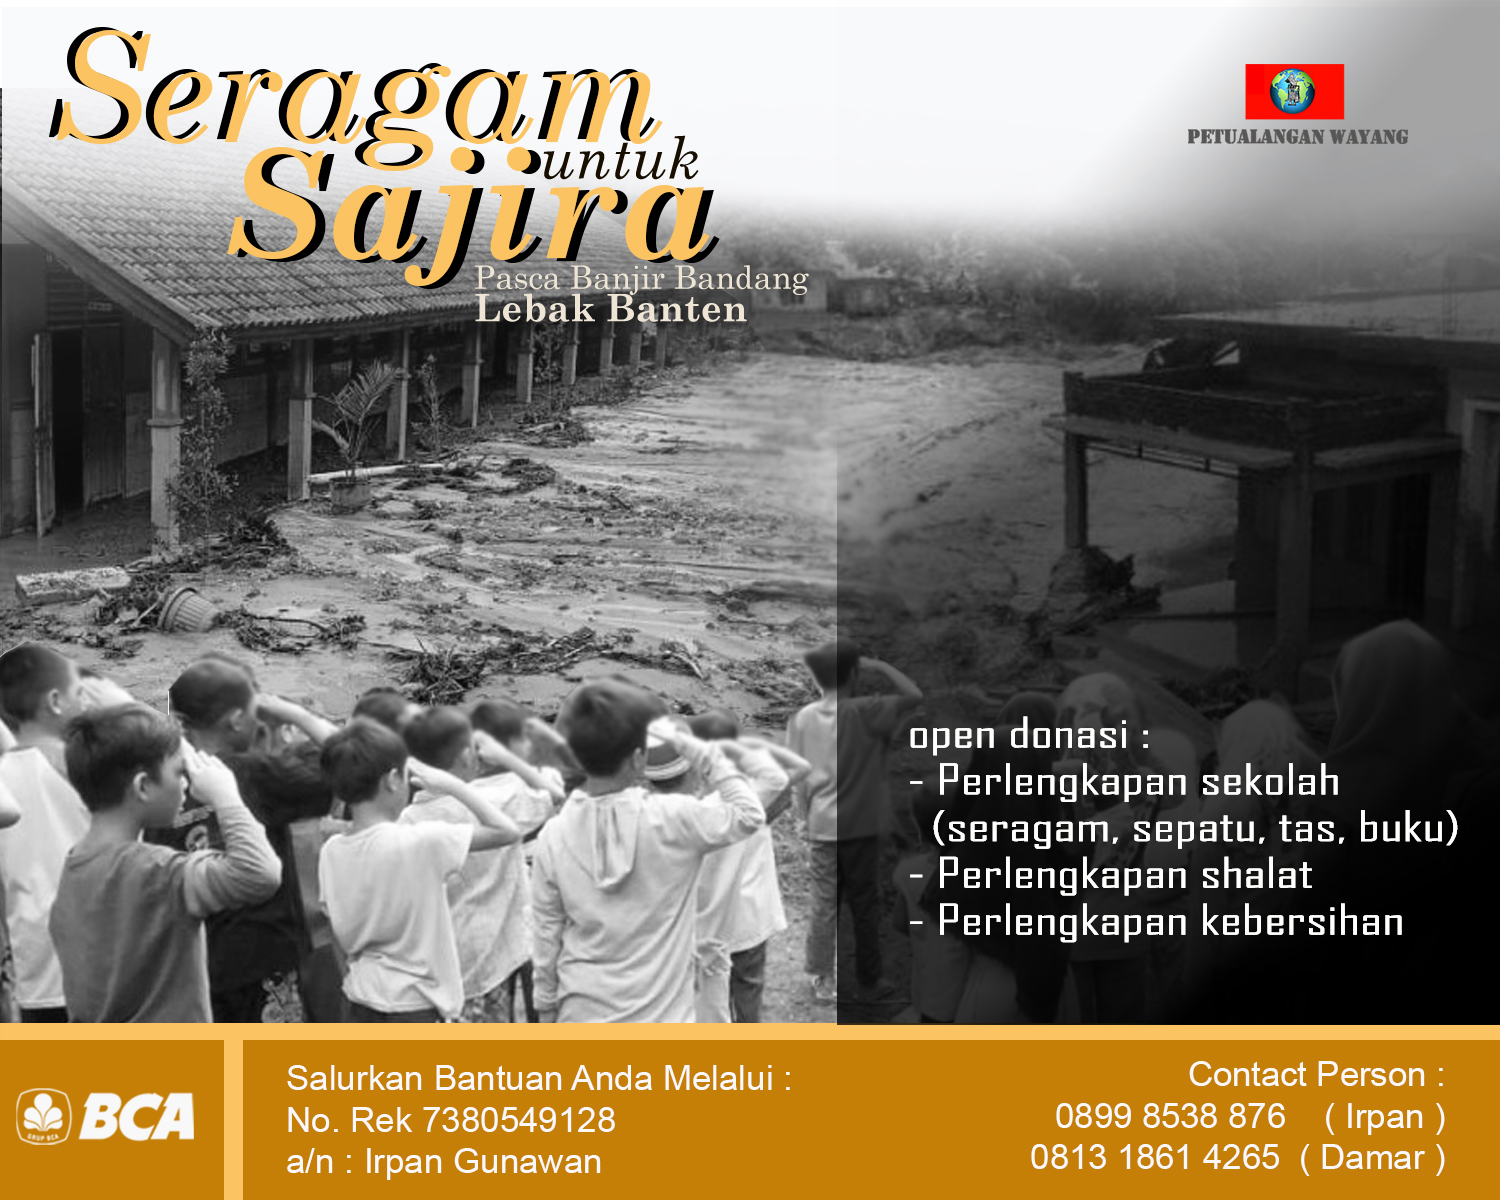 Seragam
untuk
Sajira
Pasca Banjir Bandang
Lebak Banten
PETUALANGAN WAYANG
open donasi :
- Perlengkapan sekolah
(seragam, sepatu, tas, buku)
- Perlengkapan shalat
- Perlengkapan kebersihan
GRUP BCA
BCA
Salurkan Bantuan Anda Melalui :
No. Rek 7380549128
a/n : Irpan Gunawan
Contact Person :
0899 8538 876 ( Irpan )
0813 1861 4265 ( Damar )